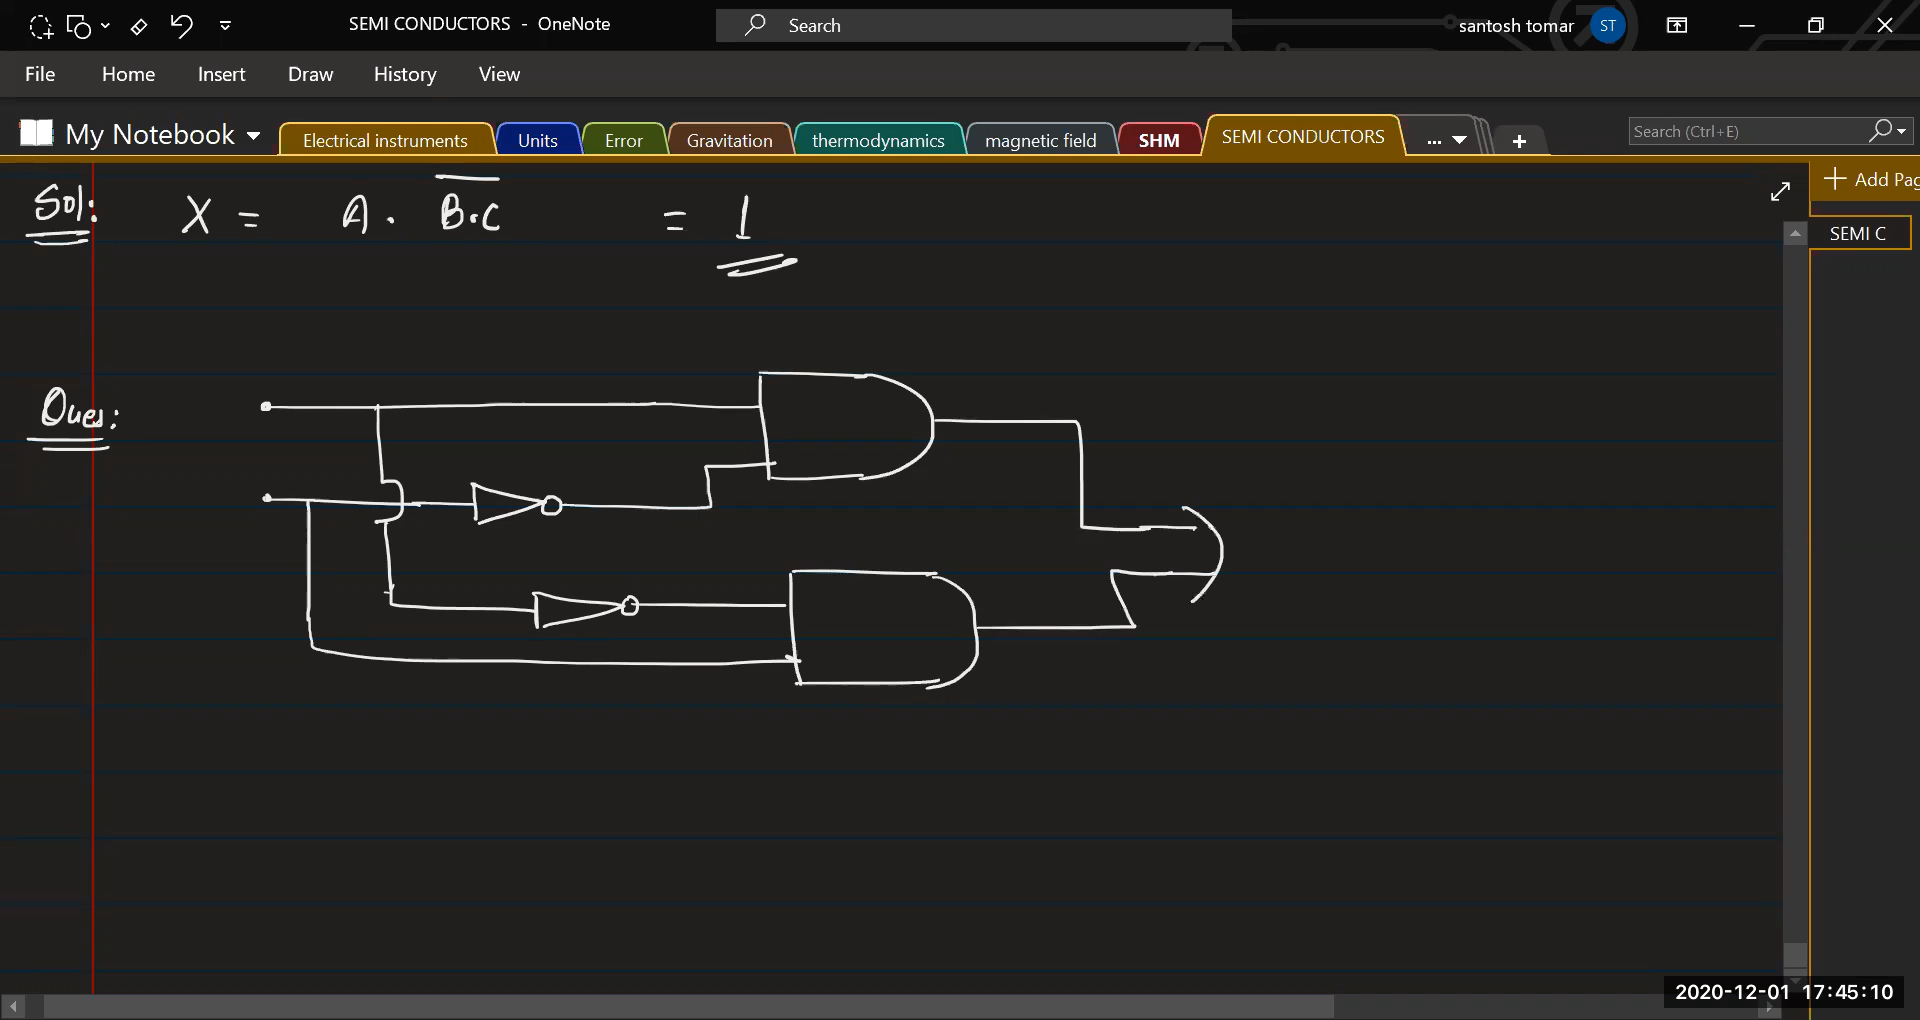 SEMI CONDUCTORS - OneNote
Search
santosh tomar
ST
File Home Insert Draw History View
My Notebook
Electrical instruments
Units
Error
Gravitation
thermodynamics
magnetic field
SHM
SEMI CONDUCTORS
...
+
Search (Ctrl+E)
+ Add Pag
SEMI C
Sol: X = A . \overline{B.C} = 1
Ques:
2020-12-01 17:45:10